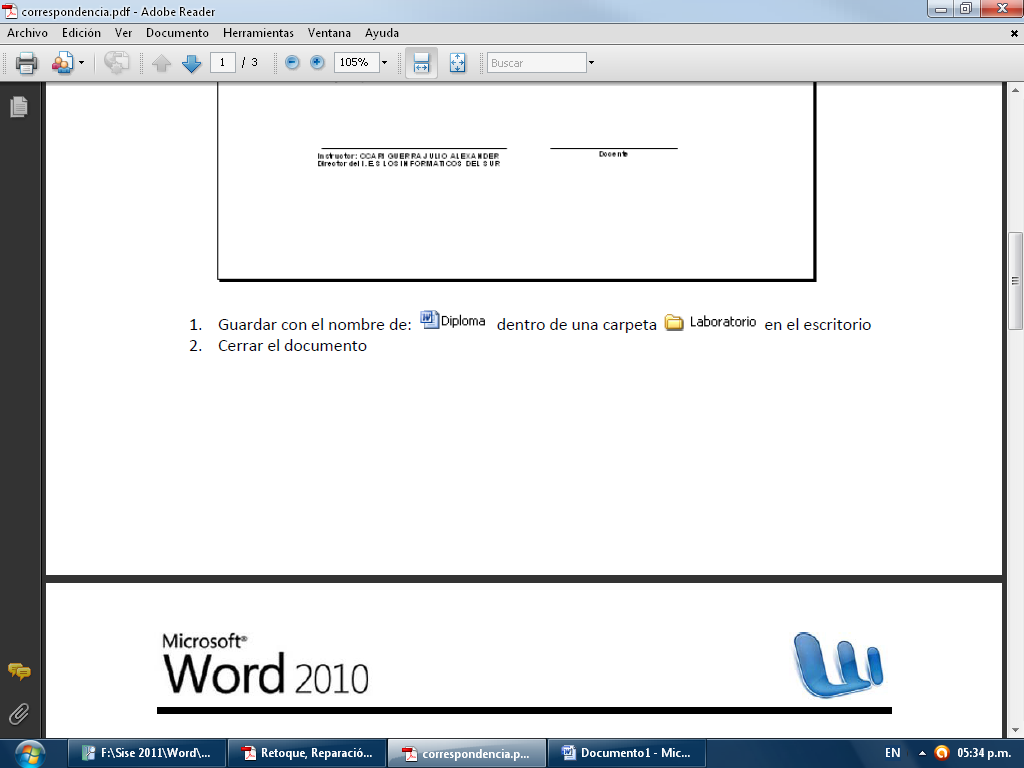 correspondencia.pdf - Adobe Reader
Archivo Edición Ver Documento Herramientas Ventana Ayuda
1 / 3 105% Buscar
Instructor: CCARI GUERRA JULIO ALEXANDER
Director del I.E.S LOS INFORMATICOS DEL SUR
Docente
1. Guardar con el nombre de: Diploma dentro de una carpeta Laboratorio en el escritorio
2. Cerrar el documento
Microsoft®
Word 2010
F:\Sise 2011\Word\... Retoque, Reparació... correspondencia.p... Documento1 - Mic... EN 05:34 p.m.